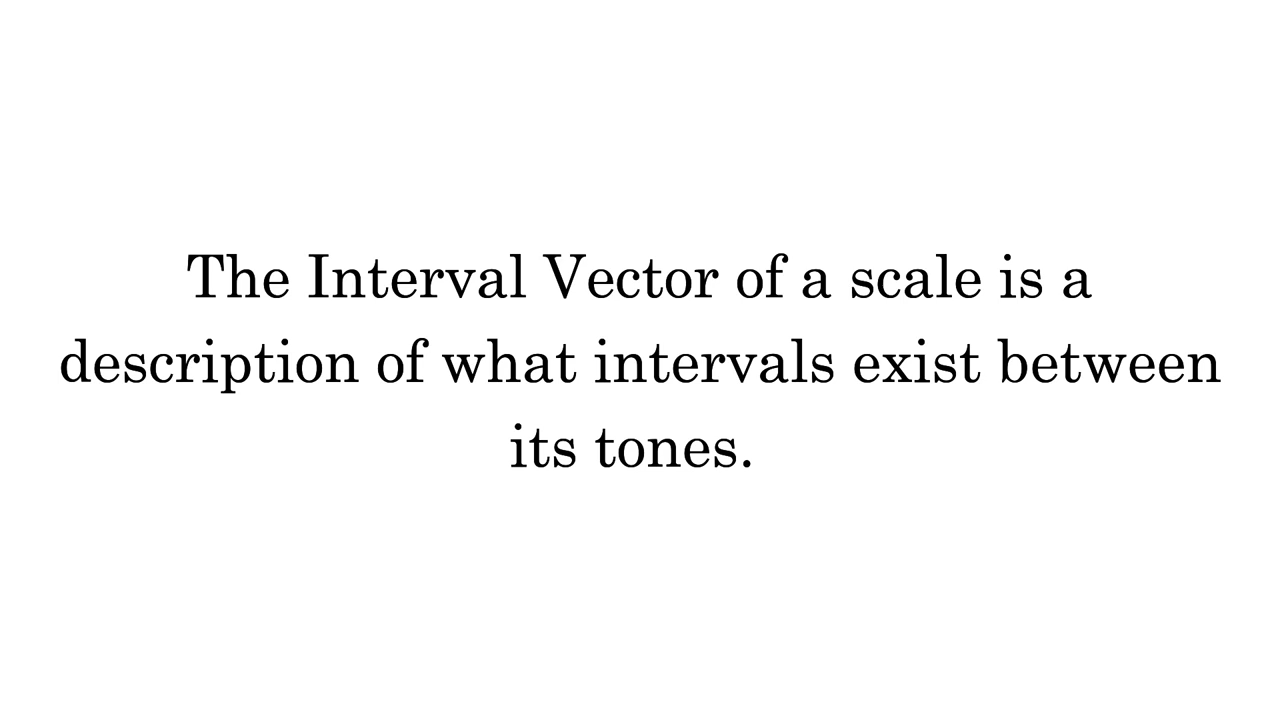 The Interval Vector of a scale is a
description of what intervals exist between
its tones.